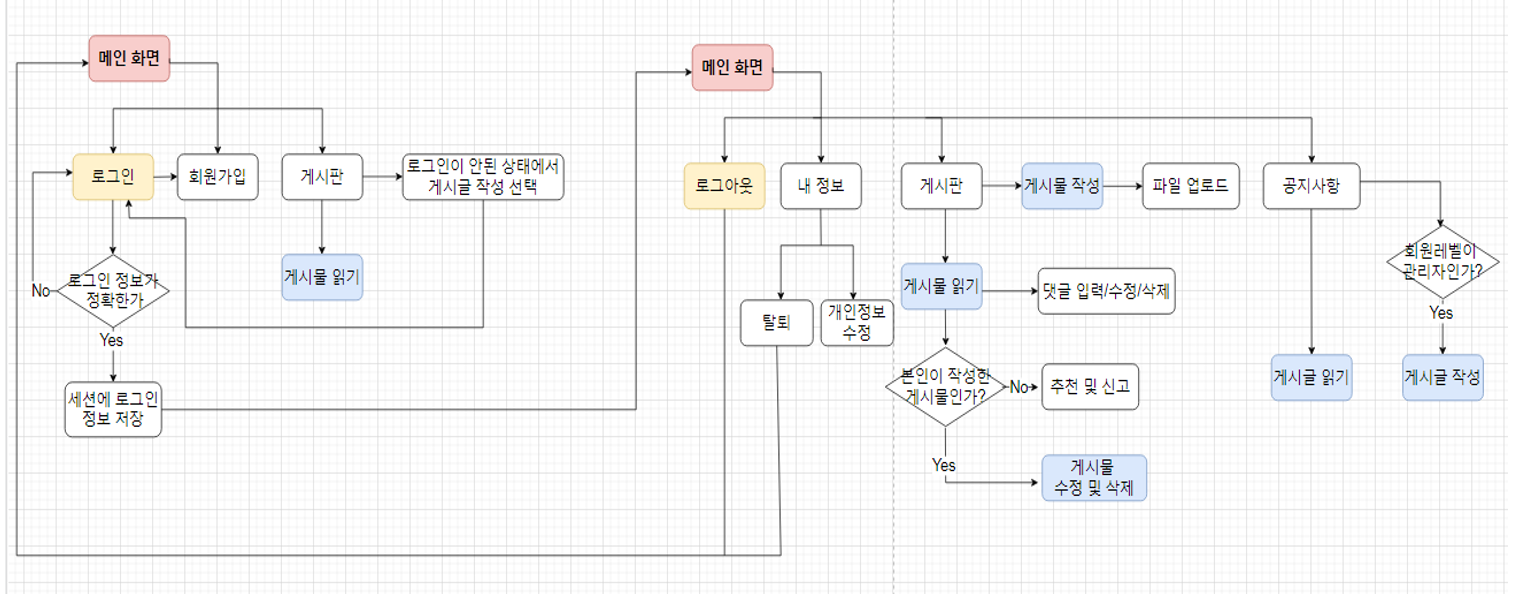 메인 화면
로그인
회원가입
게시판
로그인이 안된 상태에서
게시글 작성 선택
로그인 정보가
정확한가
No
Yes
게시물 읽기
세션에 로그인
정보 저장
메인 화면
로그아웃
내 정보
게시판
게시물 작성
파일 업로드
공지사항
탈퇴
개인정보
수정
게시물 읽기
댓글 입력/수정/삭제
본인이 작성한
게시물인가?
No
추천 및 신고
Yes
게시물
수정 및 삭제
회원레벨이
관리자인가?
Yes
게시글 읽기
게시글 작성